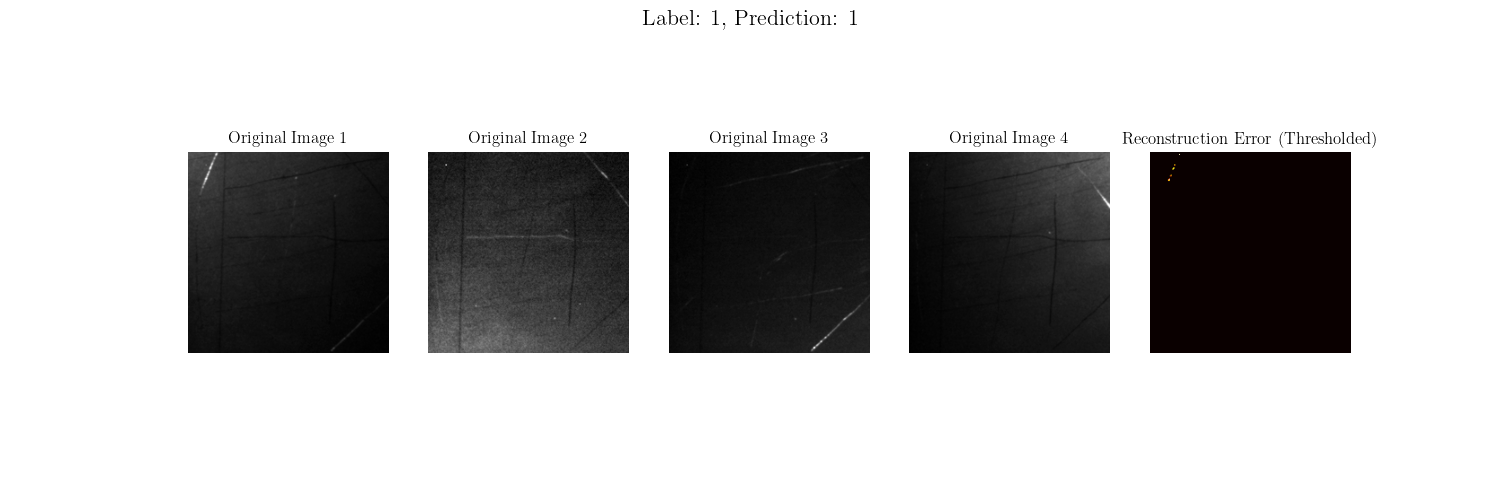 Label: 1, Prediction: 1
Original Image 1
Original Image 2
Original Image 3
Original Image 4
Reconstruction Error (Thresholded)